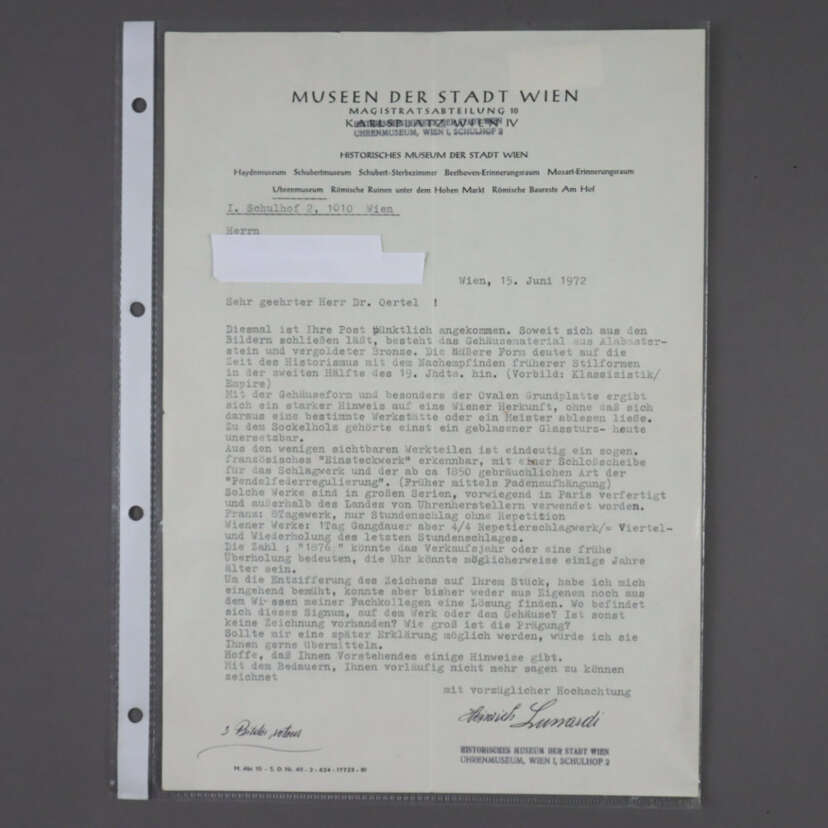 MUSEEN DER STADT WIEN
MAGISTRATSABTEILUNG 10
KARLSPLATZ WIEN IV
UHRENMUSEUM, WIEN I, SCHULHOF 2
HISTORISCHES MUSEUM DER STADT WIEN
Haydnmuseum Schubertmuseum Schubert-Sterbezimmer Beethoven-Erinnerungsraum Mozart-Erinnerungsraum
Uhrenmuseum Römische Ruinen unter dem Hohen Markt Römische Baureste Am Hof
I. Schulhof 2, 1010 Wien
Herrn
Wien, 15. Juni 1972
Sehr geehrter Herr Dr. Oertel !
Diesmal ist Ihre Post pünktlich angekommen. Soweit sich aus den
Bildern schließen läßt, besteht das Gehäusematerial aus Alabaster-
stein und vergoldeter Bronze. Die äußere Form deutet auf die
Zeit des Historismus mit dem Nachempfinden früherer Stilformen
in der zweiten Hälfte des 19. Jhdts. hin. (Vorbild: Klassizistik/
Empire)
Mit der Gehäuseform und besonders der Ovalen Grundplatte ergibt
sich ein starker Hinweis auf eine Wiener Herkunft, ohne daß sich
daraus eine bestimmte Werkstätte oder ein Meister ablesen ließe.
Zu dem Sockelholz gehörte einst ein geblasener Glassturz- heute
unersetzbar.
Aus den wenigen sichtbaren Werkteilen ist eindeutig ein sogen.
französisches "Einsteckwerk" erkennbar, mit einer Schloßscheibe
für das Schlagwerk und der ab ca 1850 gebräuchlichen Art der
"Pendelfederregulierung". (Früher mittels Fadenaufhängung)
Solche Werke sind in großen Serien, vorwiegend in Paris verfertigt
und außerhalb des Landes von Uhrenherstellern verwendet worden.
Franz: 8Tagewerk, nur Stundenschlag ohne Repetition
Wiener Werke: 1Tag Gangdauer aber 4/4 Repetierschlagwerk/= Viertel-
und Wiederholung des letzten Stundenschlages.
Die Zahl ; "1876 " könnte das Verkaufsjahr oder eine frühe
Überholung bedeuten, die Uhr könnte möglicherweise einige Jahre
älter sein.
Um die Entzifferung des Zeichens auf Ihrem Stück, habe ich mich
eingehend bemüht, konnte aber bisher weder aus Eigenem noch aus
dem Wissen meiner Fachkollegen eine Lösung finden. Wo befindet
sich dieses Signum, auf dem Werk oder dem Gehäuse? Ist sonst
keine Zeichnung vorhanden? Wie groß ist die Prägung?
Sollte mir eine später Erklärung möglich werden, würde ich sie
Ihnen gerne übermitteln.
Hoffe, daß Ihnen Vorstehendes einige Hinweise gibt.
Mit dem Bedauern, Ihnen vorläufig nicht mehr sagen zu können
zeichnet
mit vorzüglicher Hochachtung
Heinrich Lunardi
3 Bilder retour
HISTORISCHES MUSEUM DER STADT WIEN
UHRENMUSEUM, WIEN I, SCHULHOF 2